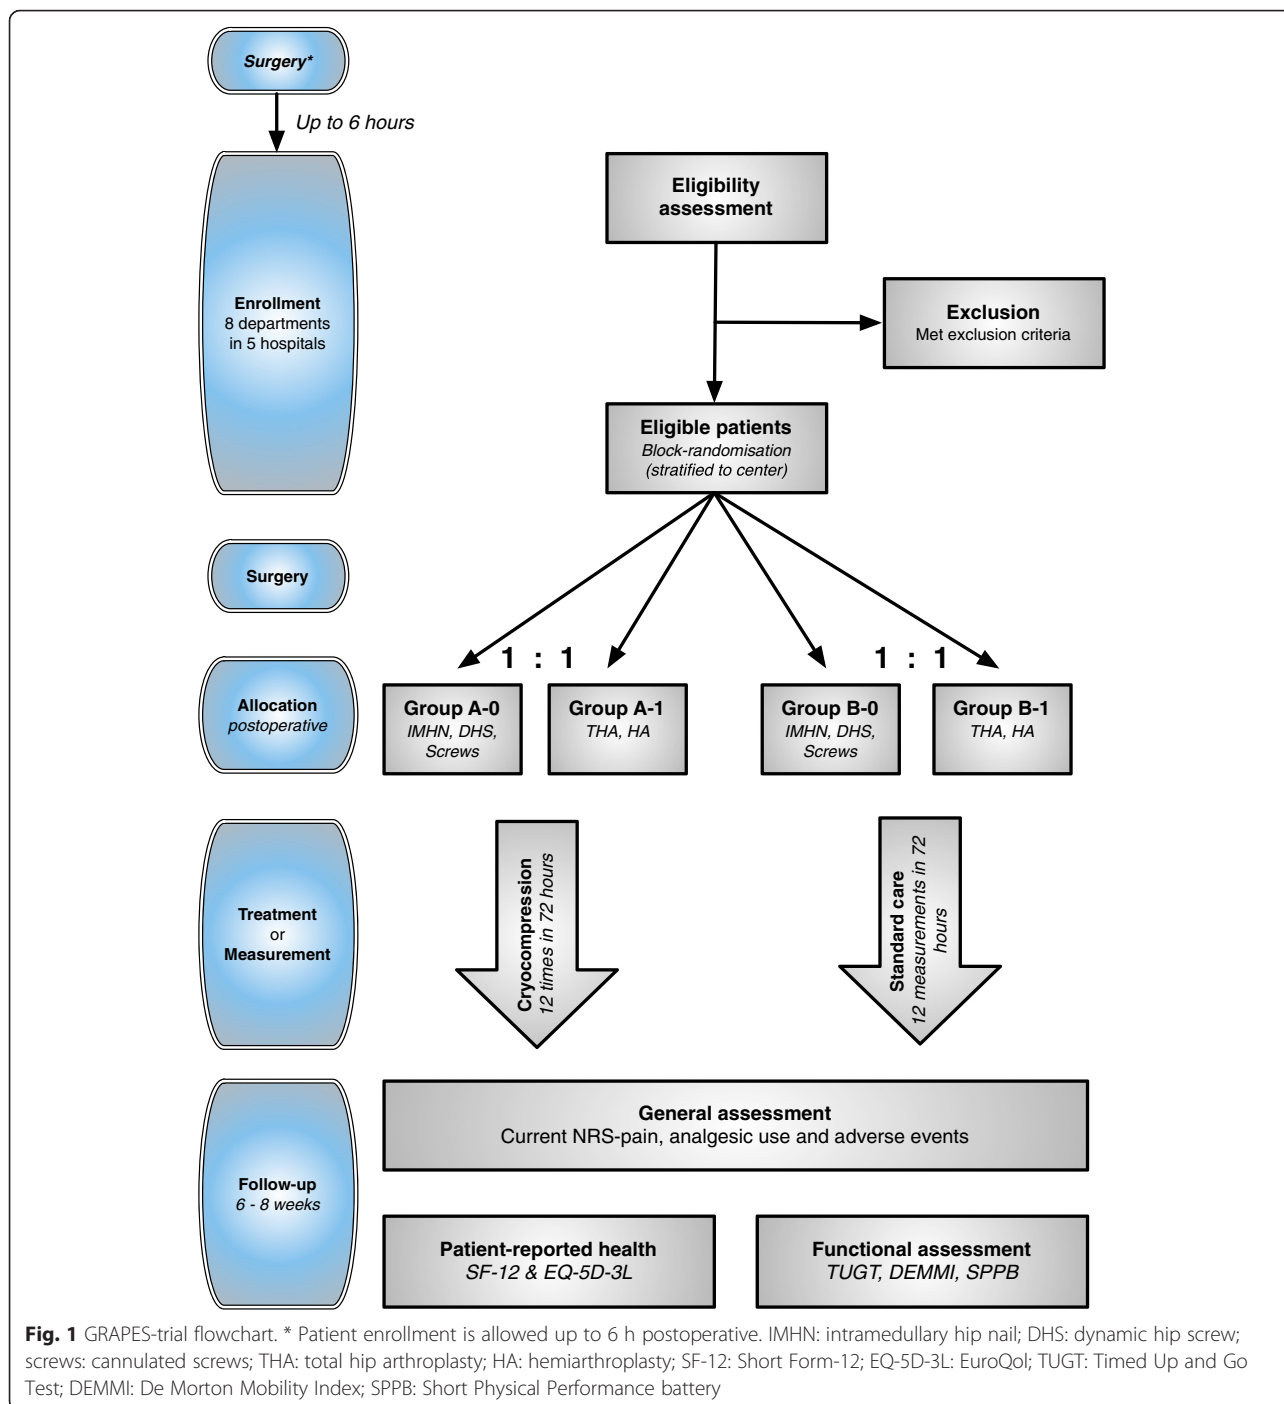 Surgery*
Up to 6 hours
Enrollment
8 departments
in 5 hospitals
Eligibility
assessment
Exclusion
Met exclusion criteria
Eligible patients
Block-randomisation
(stratified to center)
Surgery
1 : 1
1 : 1
Allocation
postoperative
Group A-0
IMHN, DHS,
Screws
Group A-1
THA, HA
Group B-0
IMHN, DHS,
Screws
Group B-1
THA, HA
Treatment
or
Measurement
Cryocompression
12 times in 72 hours
Standard care
12 measurements in 72
hours
Follow-up
6 - 8 weeks
General assessment
Current NRS-pain, analgesic use and adverse events
Patient-reported health
SF-12 & EQ-5D-3L
Functional assessment
TUGT, DEMMI, SPPB
Fig. 1 GRAPES-trial flowchart. * Patient enrollment is allowed up to 6 h postoperative. IMHN: intramedullary hip nail; DHS: dynamic hip screw;
screws: cannulated screws; THA: total hip arthroplasty; HA: hemiarthroplasty; SF-12: Short Form-12; EQ-5D-3L: EuroQol; TUGT: Timed Up and Go
Test; DEMMI: De Morton Mobility Index; SPPB: Short Physical Performance battery